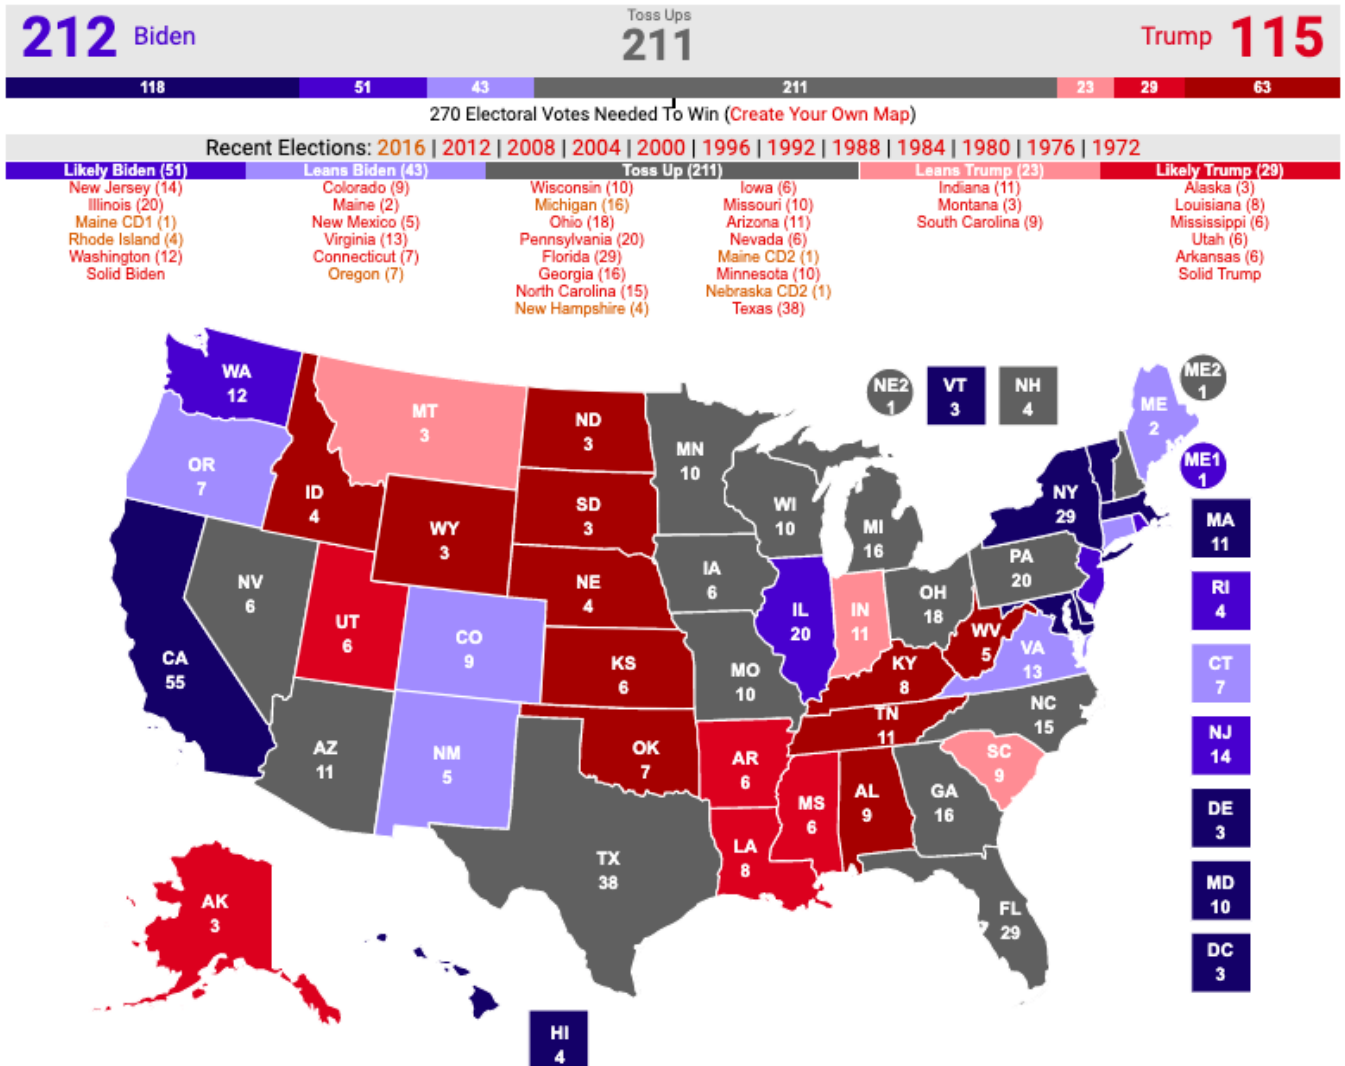 Toss Ups
212 Biden 211 Trump 115
118 51 43 211 23 29 63
270 Electoral Votes Needed To Win (Create Your Own Map)
Recent Elections: 2016 | 2012 | 2008 | 2004 | 2000 | 1996 | 1992 | 1988 | 1984 | 1980 | 1976 | 1972
Likely Biden (51) Leans Biden (43) Toss Up (211) Leans Trump (23) Likely Trump (29)
New Jersey (14) Colorado (9) Wisconsin (10) Iowa (6) Indiana (11) Alaska (3)
Illinois (20) Maine (2) Michigan (16) Missouri (10) Montana (3) Louisiana (8)
Maine CD1 (1) New Mexico (5) Ohio (18) Arizona (11) South Carolina (9) Mississippi (6)
Rhode Island (4) Virginia (13) Pennsylvania (20) Nevada (6) Utah (6)
Washington (12) Connecticut (7) Florida (29) Maine CD2 (1) Arkansas (6)
Solid Biden Oregon (7) Georgia (16) Minnesota (10) Solid Trump
North Carolina (15) Nebraska CD2 (1)
New Hampshire (4) Texas (38)
WA
12
OR
7
CA
55
NV
6
ID
4
MT
3
WY
3
UT
6
CO
9
AZ
11
NM
5
ND
3
SD
3
NE
4
KS
6
OK
7
TX
38
MN
10
IA
6
MO
10
AR
6
LA
8
WI
10
IL
20
MI
16
IN
11
OH
18
KY
8
TN
11
MS
6
AL
9
GA
16
FL
29
SC
9
NC
15
VA
13
WV
5
PA
20
NY
29
ME
2
NE2
1
VT
3
NH
4
ME2
1
ME1
1
MA
11
RI
4
CT
7
NJ
14
DE
3
MD
10
DC
3
AK
3
HI
4